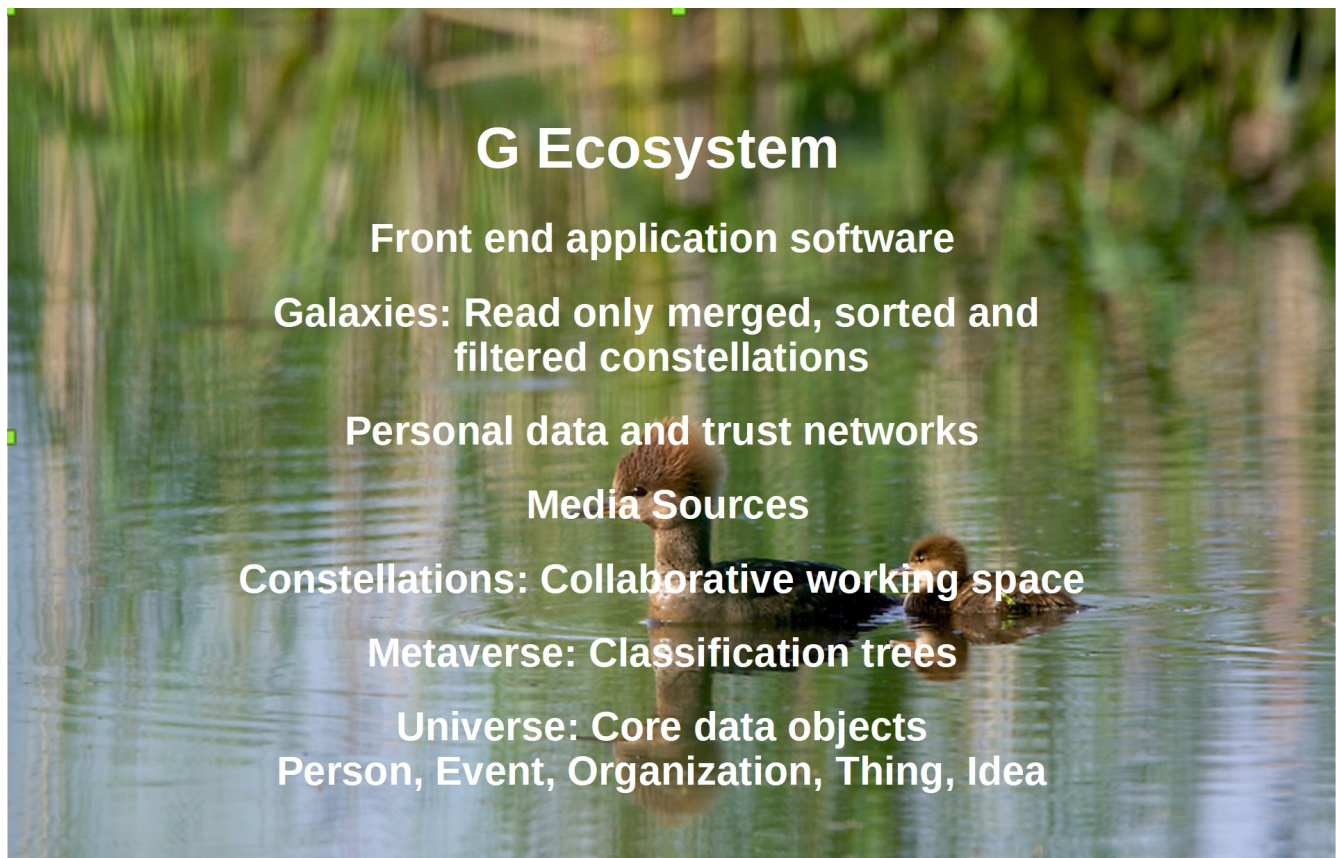 G Ecosystem
Front end application software
Galaxies: Read only merged, sorted and
filtered constellations
Personal data and trust networks
Media Sources
Constellations: Collaborative working space
Metaverse: Classification trees
Universe: Core data objects
Person, Event, Organization, Thing, Idea